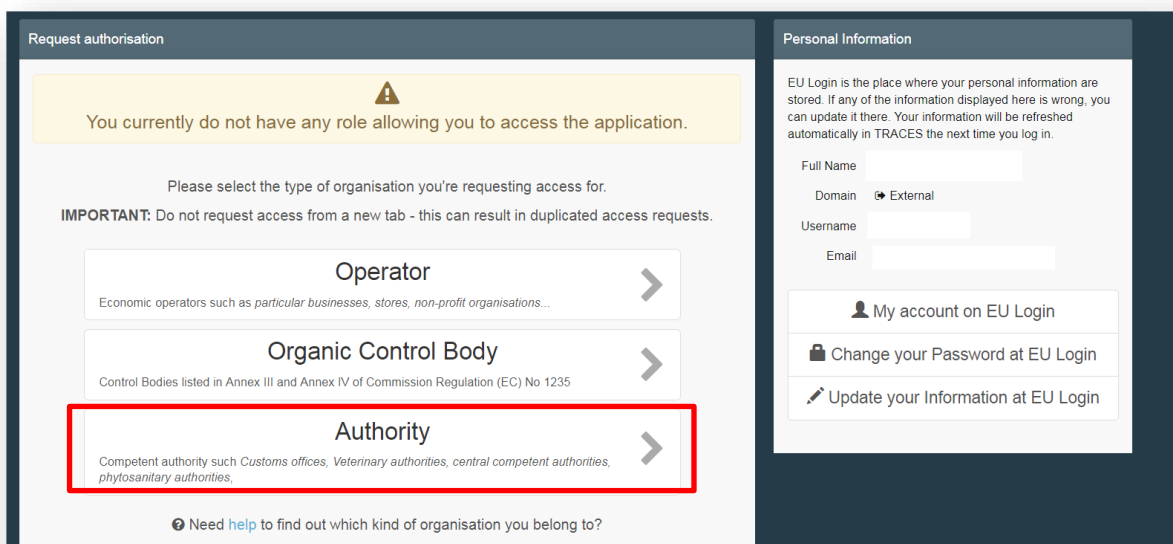 Request authorisation
You currently do not have any role allowing you to access the application.
Please select the type of organisation you're requesting access for.
IMPORTANT: Do not request access from a new tab - this can result in duplicated access requests.
Operator
Economic operators such as particular businesses, stores, non-profit organisations...
Organic Control Body
Control Bodies listed in Annex III and Annex IV of Commission Regulation (EC) No 1235
Authority
Competent authority such Customs offices, Veterinary authorities, central competent authorities,
phytosanitary authorities,
Need help to find out which kind of organisation you belong to?
Personal Information
EU Login is the place where your personal information are
stored. If any of the information displayed here is wrong, you
can update it there. Your information will be refreshed
automatically in TRACES the next time you log in.
Full Name
Domain External
Username
Email
My account on EU Login
Change your Password at EU Login
Update your Information at EU Login